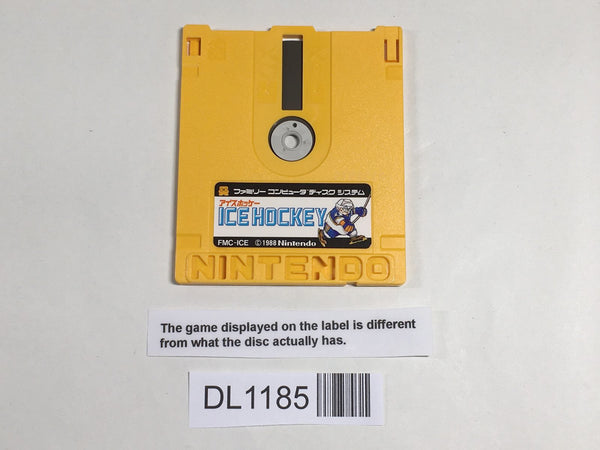 ファミリー コンピュータ ディスク システム
アイスホッケー
ICE HOCKEY
FMC-ICE ©1988 Nintendo
NINTENDO
The game displayed on the label is different
from what the disc actually has.
DL1185